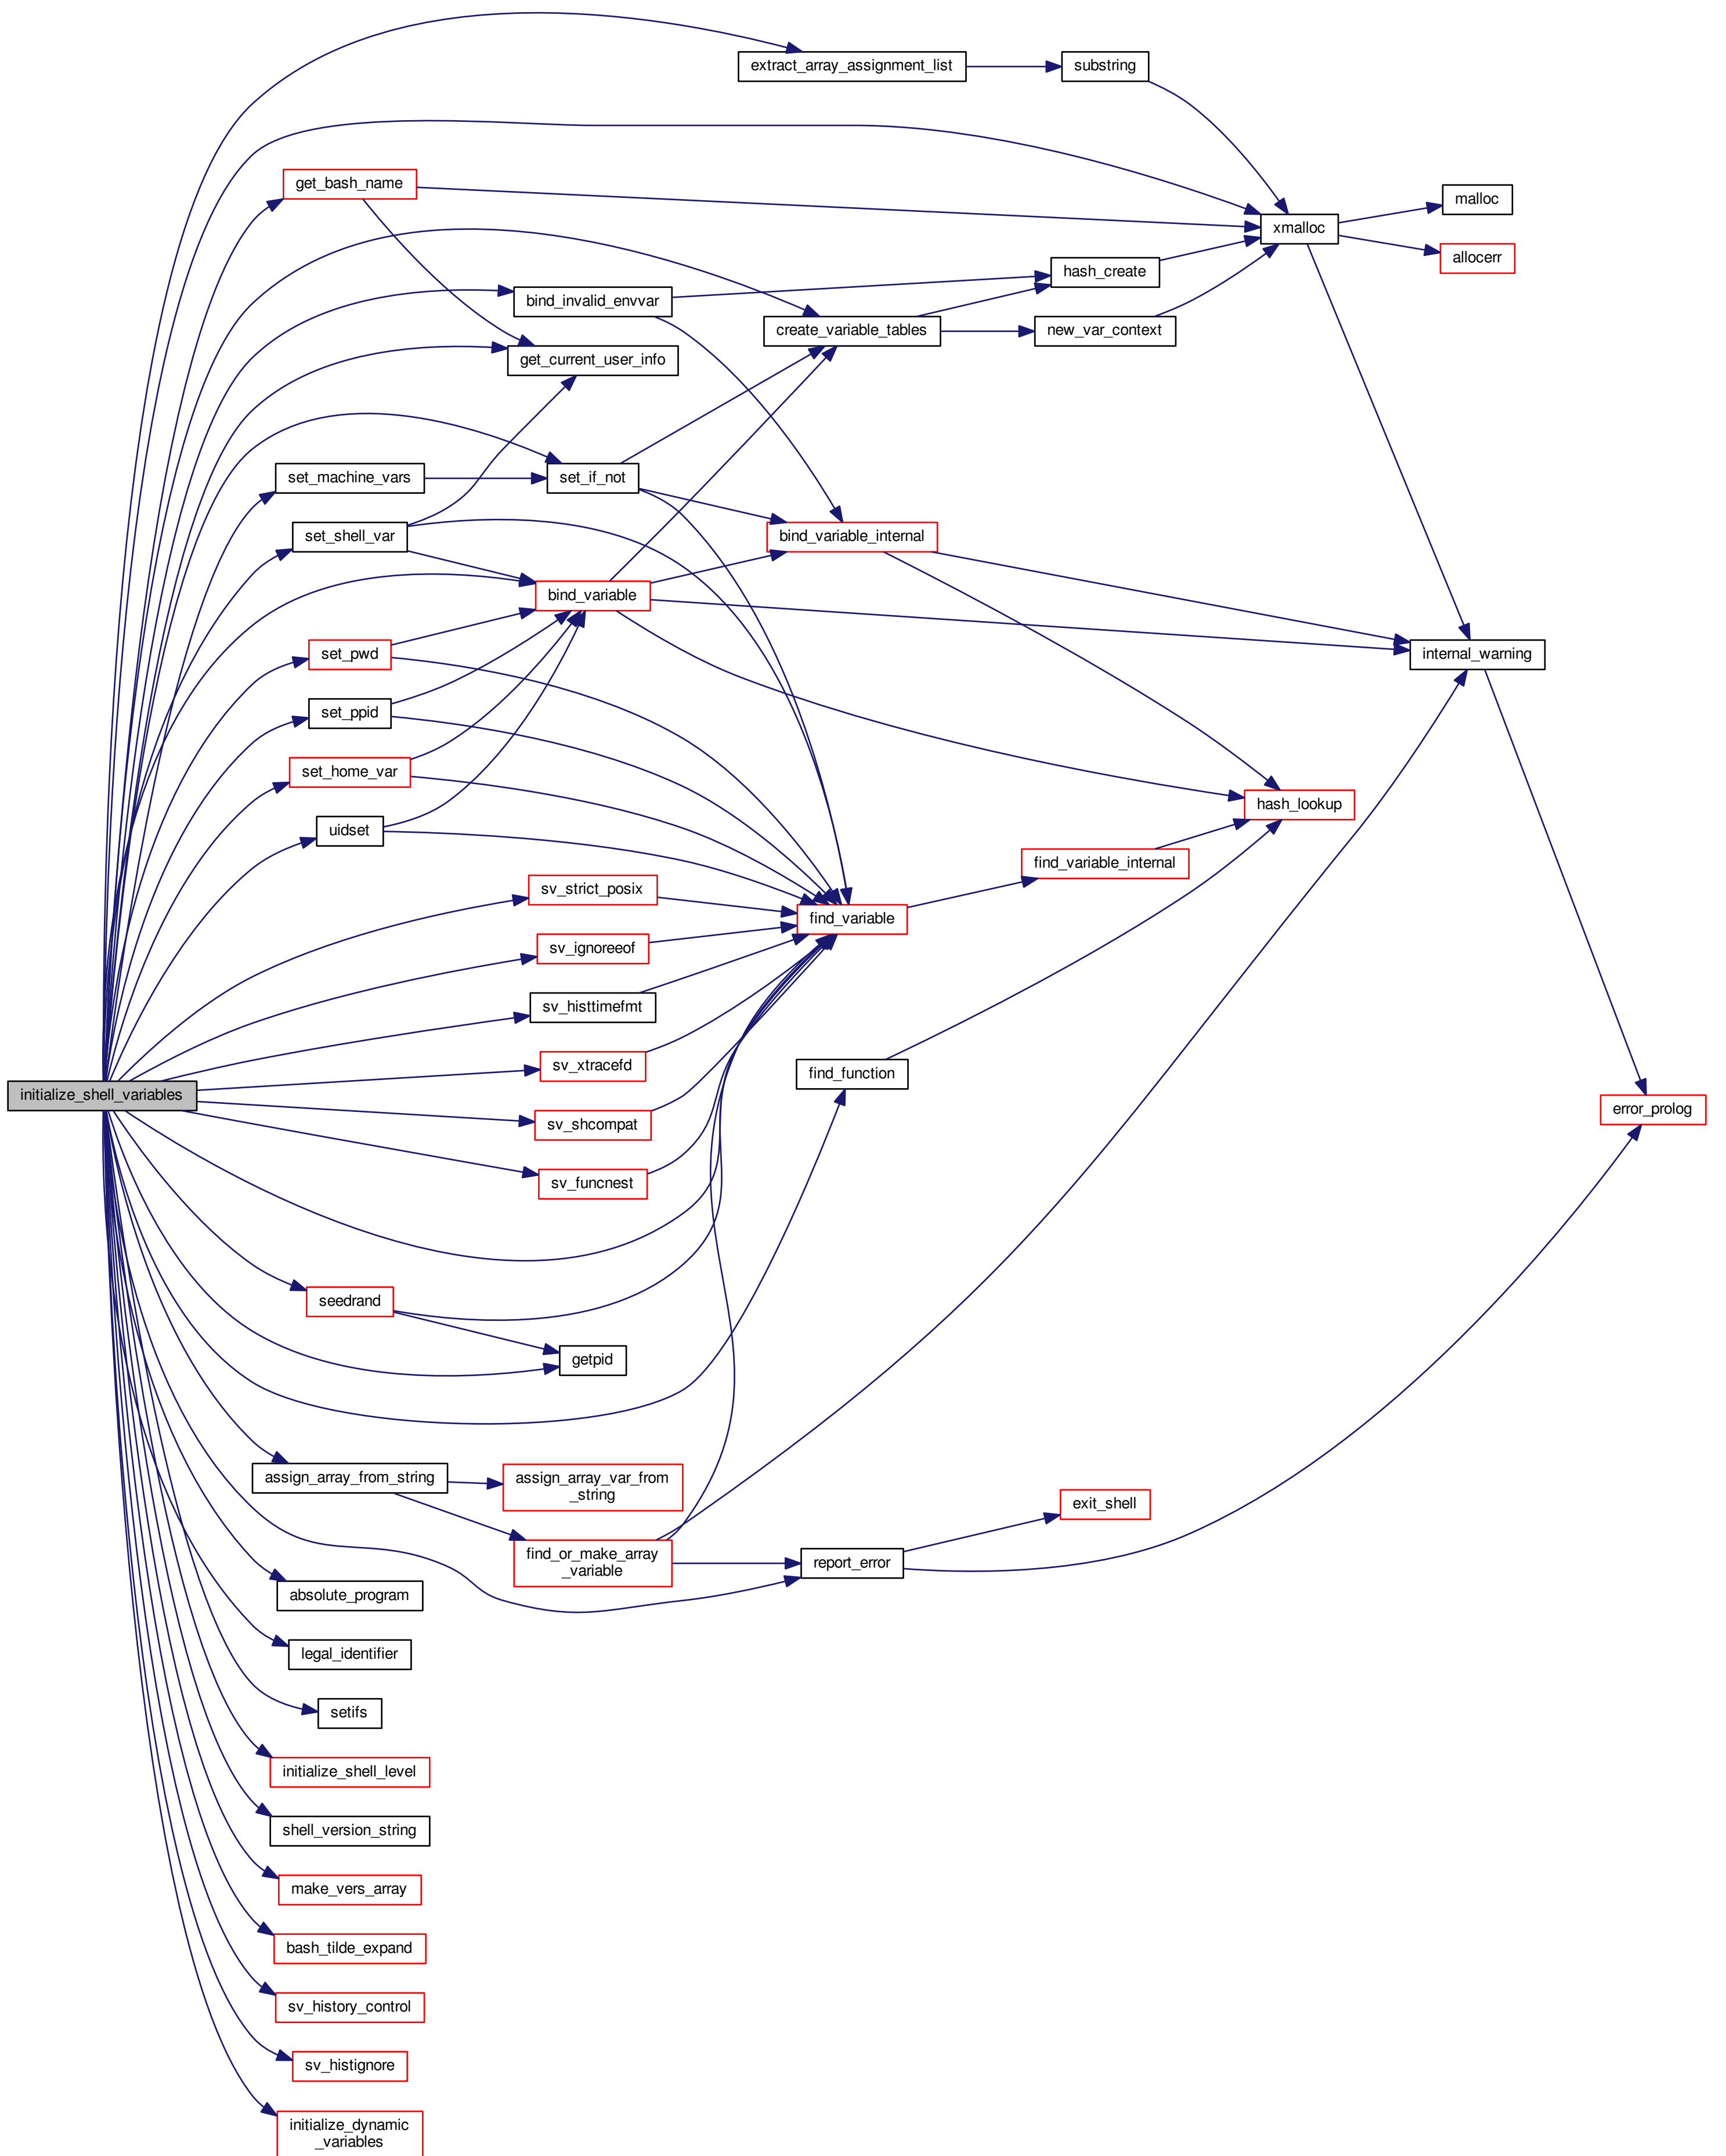 extract_array_assignment_list
substring
get_bash_name
malloc
xmalloc
allocerr
hash_create
bind_invalid_envvar
create_variable_tables
new_var_context
get_current_user_info
set_machine_vars
set_if_not
set_shell_var
bind_variable_internal
bind_variable
set_pwd
internal_warning
set_ppid
set_home_var
hash_lookup
uidset
find_variable_internal
sv_strict_posix
find_variable
sv_ignoreeof
sv_histtimefmt
sv_xtracefd
find_function
initialize_shell_variables
error_prolog
sv_shcompat
sv_funcnest
seedrand
getpid
assign_array_from_string
assign_array_var_from
_string
exit_shell
find_or_make_array
_variable
report_error
absolute_program
legal_identifier
setifs
initialize_shell_level
shell_version_string
make_vers_array
bash_tilde_expand
sv_history_control
sv_histignore
initialize_dynamic
_variables